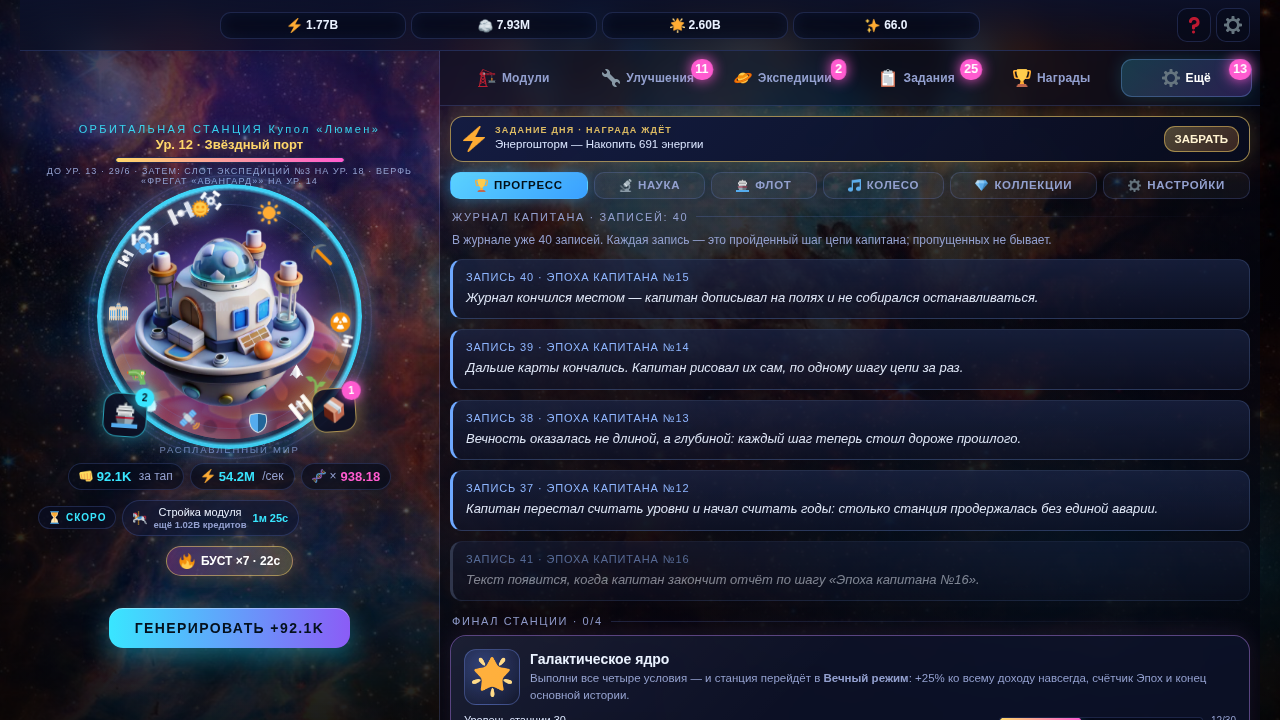 1.77B
7.93M
2.60B
66.0
?
ОРБИТАЛЬНАЯ СТАНЦИЯ Купол «Люмен»
Ур. 12 · Звёздный порт
ДО УР. 13 · 29/6 · ЗАТЕМ: СЛОТ ЭКСПЕДИЦИИ №3 НА УР. 18 · ВЕРФЬ
«ФРЕГАТ «АВАНГАРД»» НА УР. 14
2
1
РАСПЛАВЛЕННЫЙ МИР
92.1K за тап
54.2M /сек
× 938.18
СКОРО
Стройка модуля
ещё 1.02B кредитов
1м 25с
БУСТ ×7 · 22с
ГЕНЕРИРОВАТЬ +92.1K
Модули
Улучшения 11
Экспедиции 2
Задания 25
Награды
Ещё 13
ЗАДАНИЕ ДНЯ · НАГРАДА ЖДЁТ
Энергошторм — Накопить 691 энергии
ЗАБРАТЬ
ПРОГРЕСС
НАУКА
ФЛОТ
КОЛЕСО
КОЛЛЕКЦИИ
НАСТРОЙКИ
ЖУРНАЛ КАПИТАНА · ЗАПИСЕЙ: 40
В журнале уже 40 записей. Каждая запись — это пройденный шаг цепи капитана; пропущенных не бывает.
ЗАПИСЬ 40 · ЭПОХА КАПИТАНА №15
Журнал кончился местом — капитан дописывал на полях и не собирался останавливаться.
ЗАПИСЬ 39 · ЭПОХА КАПИТАНА №14
Дальше карты кончались. Капитан рисовал их сам, по одному шагу цепи за раз.
ЗАПИСЬ 38 · ЭПОХА КАПИТАНА №13
Вечность оказалась не длиной, а глубиной: каждый шаг теперь стоил дороже прошлого.
ЗАПИСЬ 37 · ЭПОХА КАПИТАНА №12
Капитан перестал считать уровни и начал считать годы: столько станция продержалась без единой аварии.
ЗАПИСЬ 41 · ЭПОХА КАПИТАНА №16
Текст появится, когда капитан закончит отчёт по шагу «Эпоха капитана №16».
ФИНАЛ СТАНЦИИ · 0/4
Галактическое ядро
Выполни все четыре условия — и станция перейдёт в Вечный режим: +25% ко всему доходу навсегда, счётчик Эпох и конец
основной истории.
Уровень станции 30
12/30